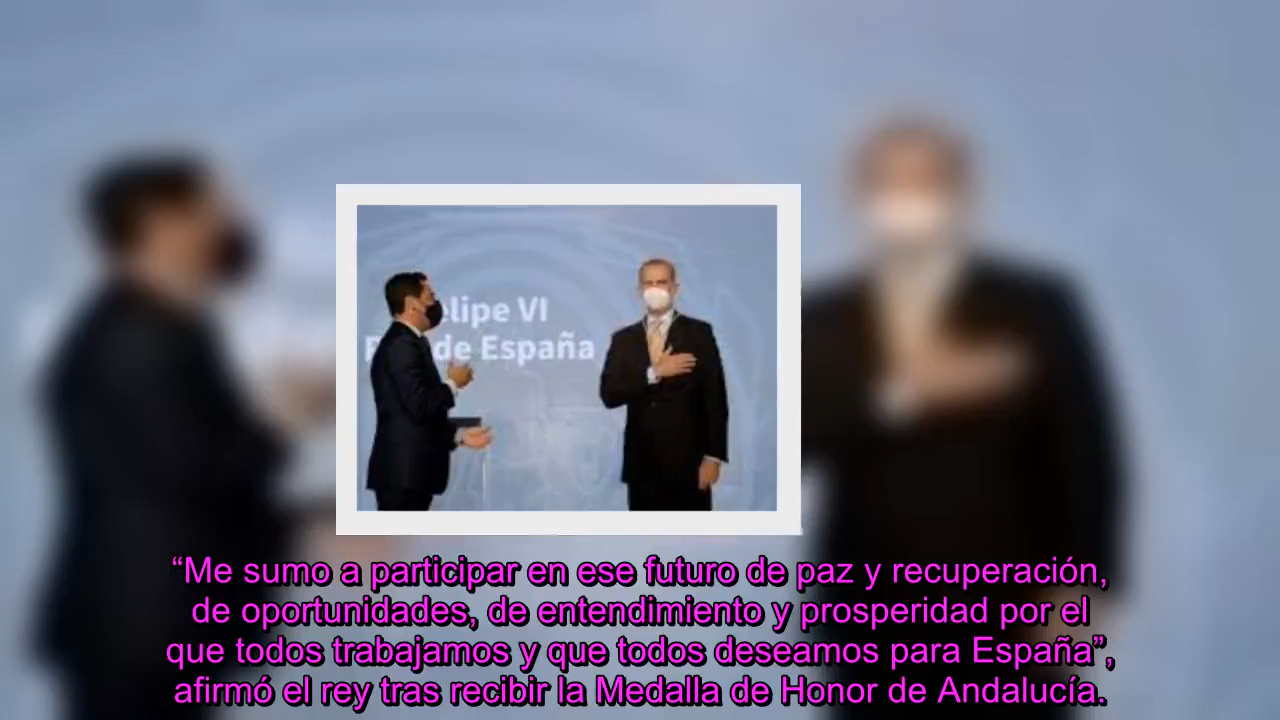 elipe VI
de España
“Me sumo a participar en ese futuro de paz y recuperación,
de oportunidades, de entendimiento y prosperidad por el
que todos trabajamos y que todos deseamos para España”,
afirmó el rey tras recibir la Medalla de Honor de Andalucía.